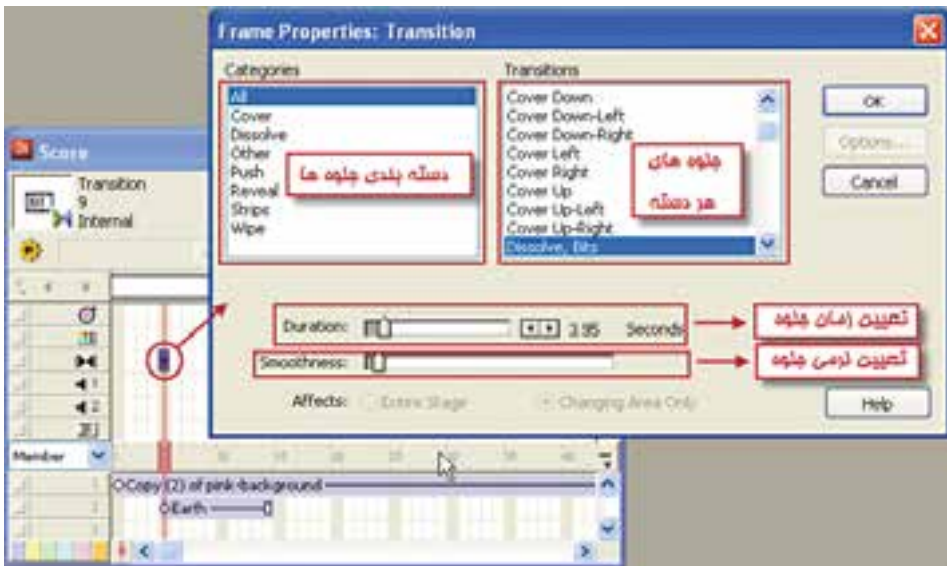 Frame Properties: Transition
Categories
All
Cover
Dissolve
Other
Push
Reveal
Strips
Wipe
دسته بندی جلوه ها
Transitions
Cover Down
Cover Down-Left
Cover Down-Right
Cover Left
Cover Right
Cover Up
Cover Up-Left
Cover Up-Right
Dissolve, Bits
جلوه های
هر دسته
OK
Options...
Cancel
Duration:
3.95 Seconds
تعیین زمان جلوه
Smoothness:
تعیین نرمی جلوه
Affects:
Entire Stage
Changing Area Only
Help
Score
Transition
9
Internal
1
2
Member
Copy (2) of pink-background
Earth